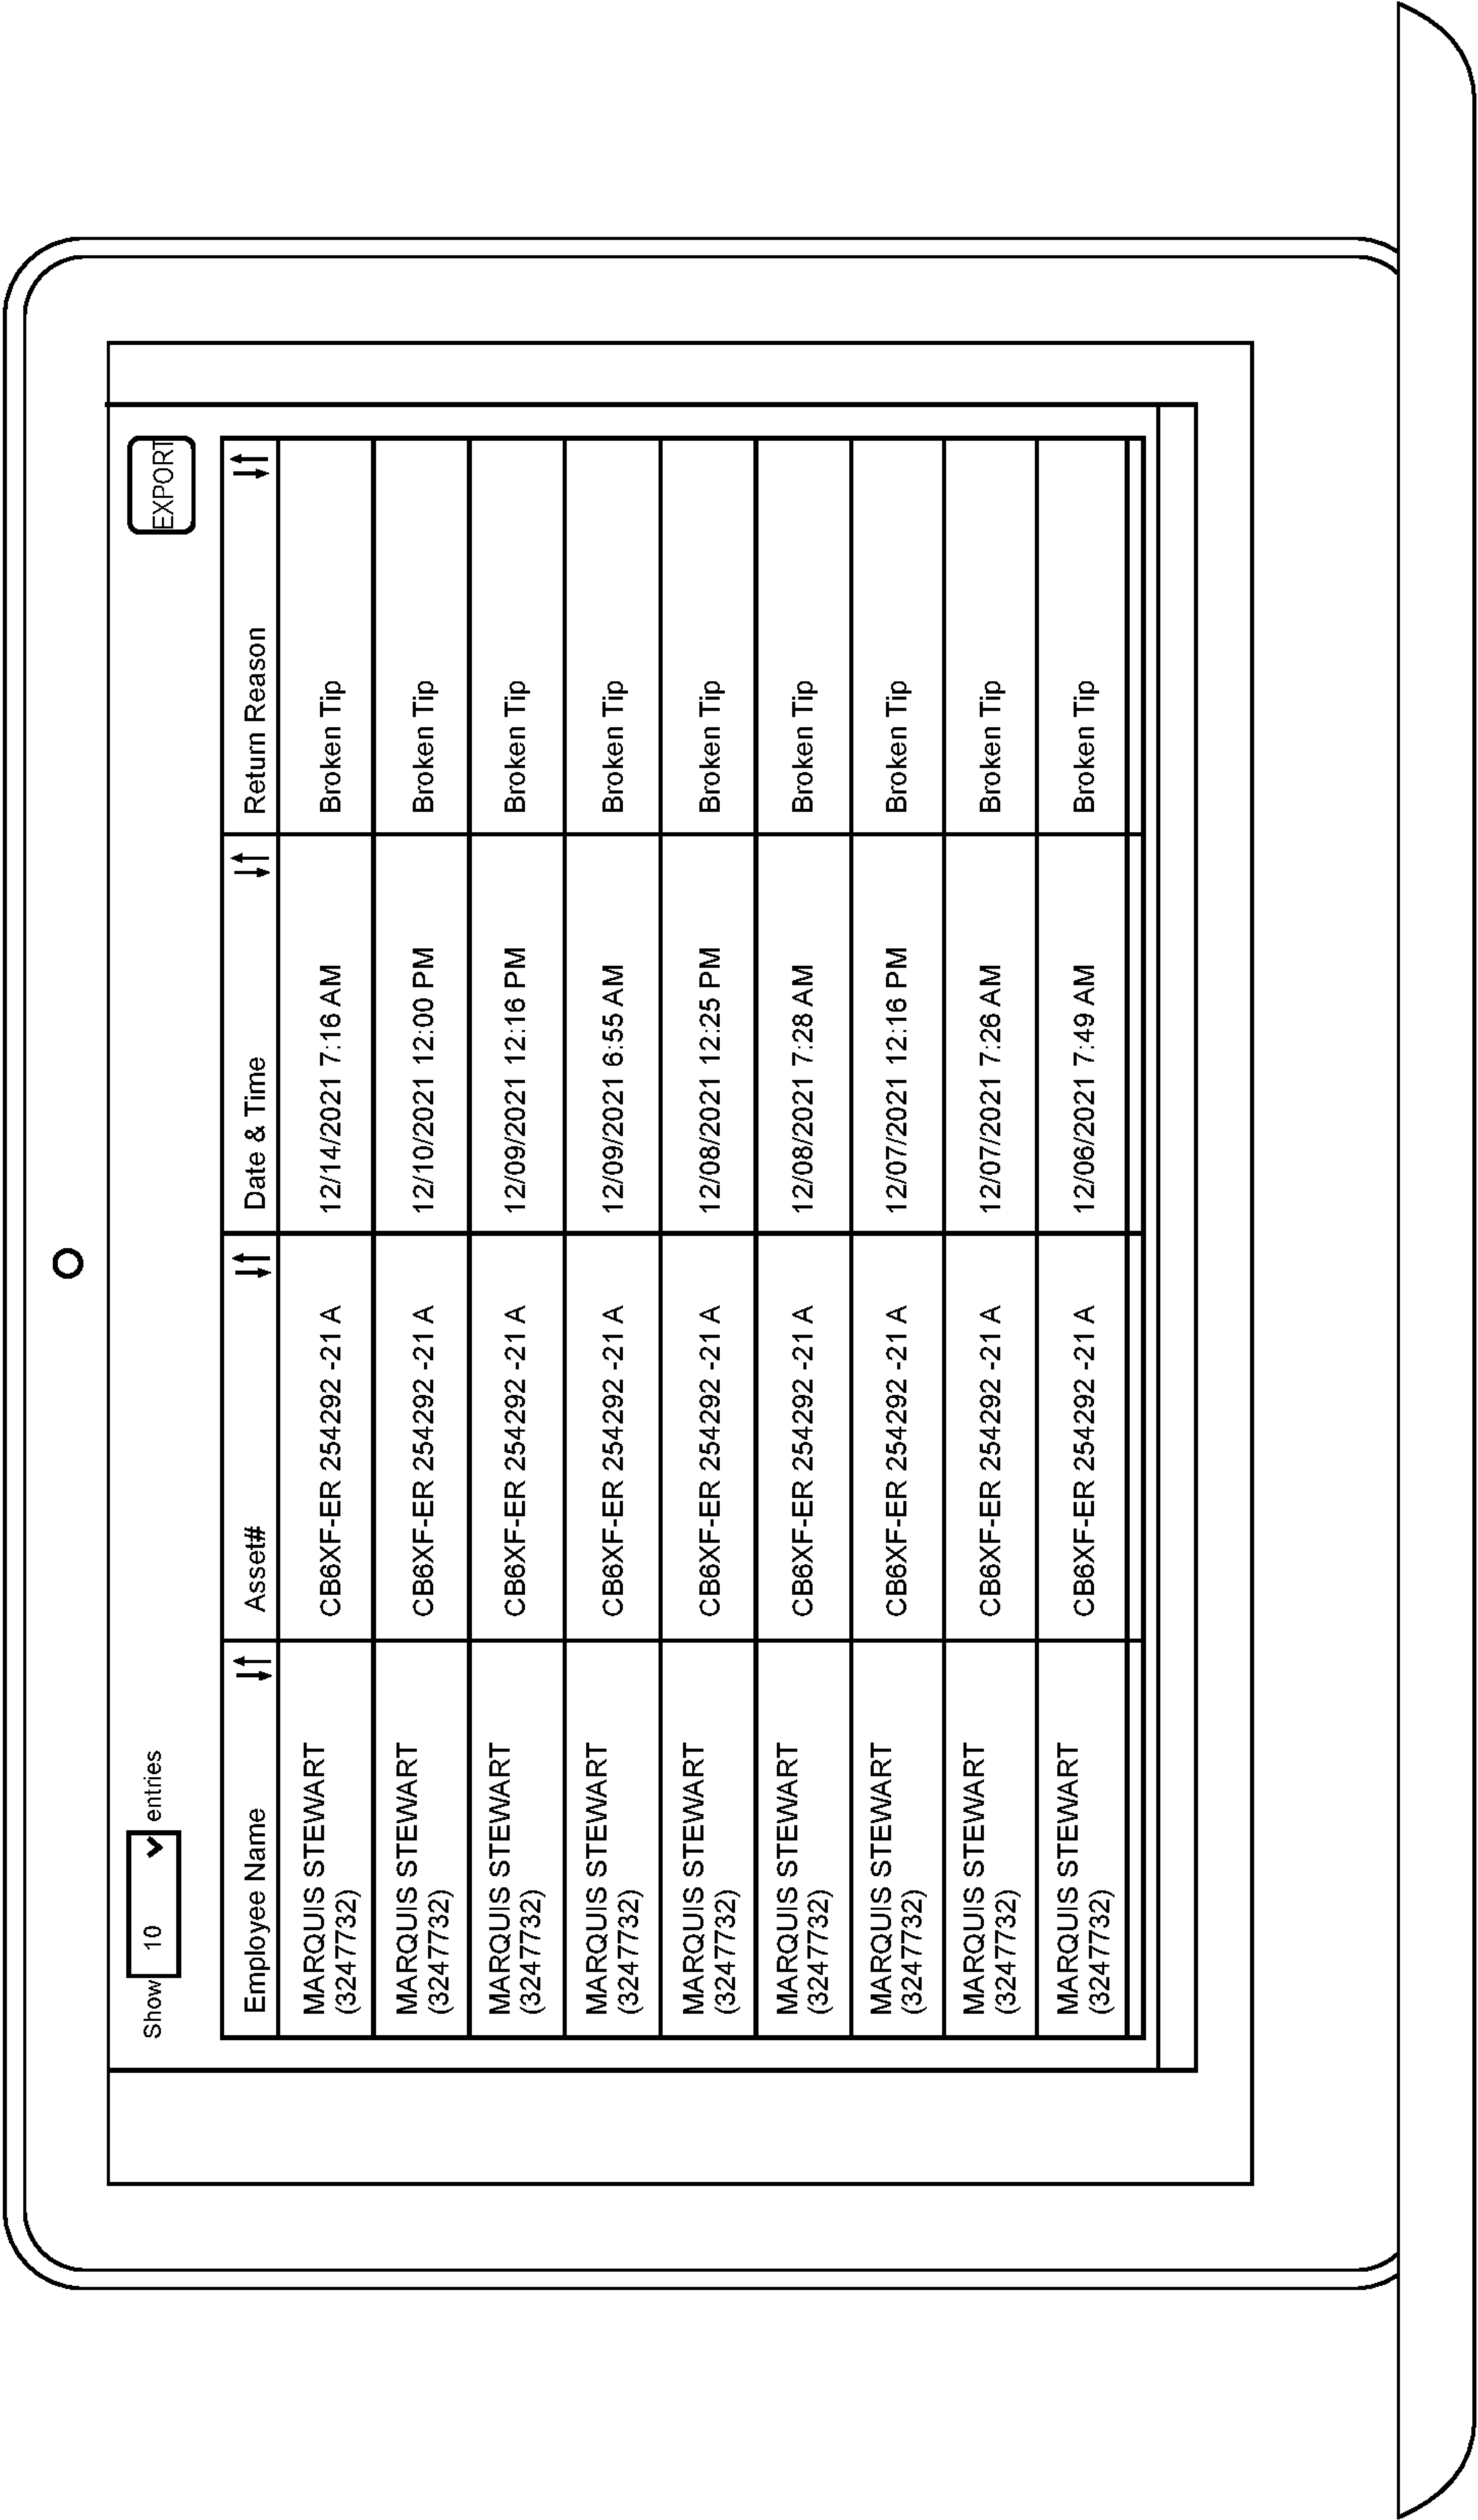 Show 10 entries EXPORT
Employee Name Asset# Date & Time Return Reason
MARQUIS STEWART
(3247732) CB6XF-ER 254292 -21 A 12/14/2021 7:16 AM Broken Tip
MARQUIS STEWART
(3247732) CB6XF-ER 254292 -21 A 12/10/2021 12:00 PM Broken Tip
MARQUIS STEWART
(3247732) CB6XF-ER 254292 -21 A 12/09/2021 12:16 PM Broken Tip
MARQUIS STEWART
(3247732) CB6XF-ER 254292 -21 A 12/09/2021 6:55 AM Broken Tip
MARQUIS STEWART
(3247732) CB6XF-ER 254292 -21 A 12/08/2021 12:25 PM Broken Tip
MARQUIS STEWART
(3247732) CB6XF-ER 254292 -21 A 12/08/2021 7:28 AM Broken Tip
MARQUIS STEWART
(3247732) CB6XF-ER 254292 -21 A 12/07/2021 12:16 PM Broken Tip
MARQUIS STEWART
(3247732) CB6XF-ER 254292 -21 A 12/07/2021 7:26 AM Broken Tip
MARQUIS STEWART
(3247732) CB6XF-ER 254292 -21 A 12/06/2021 7:49 AM Broken Tip